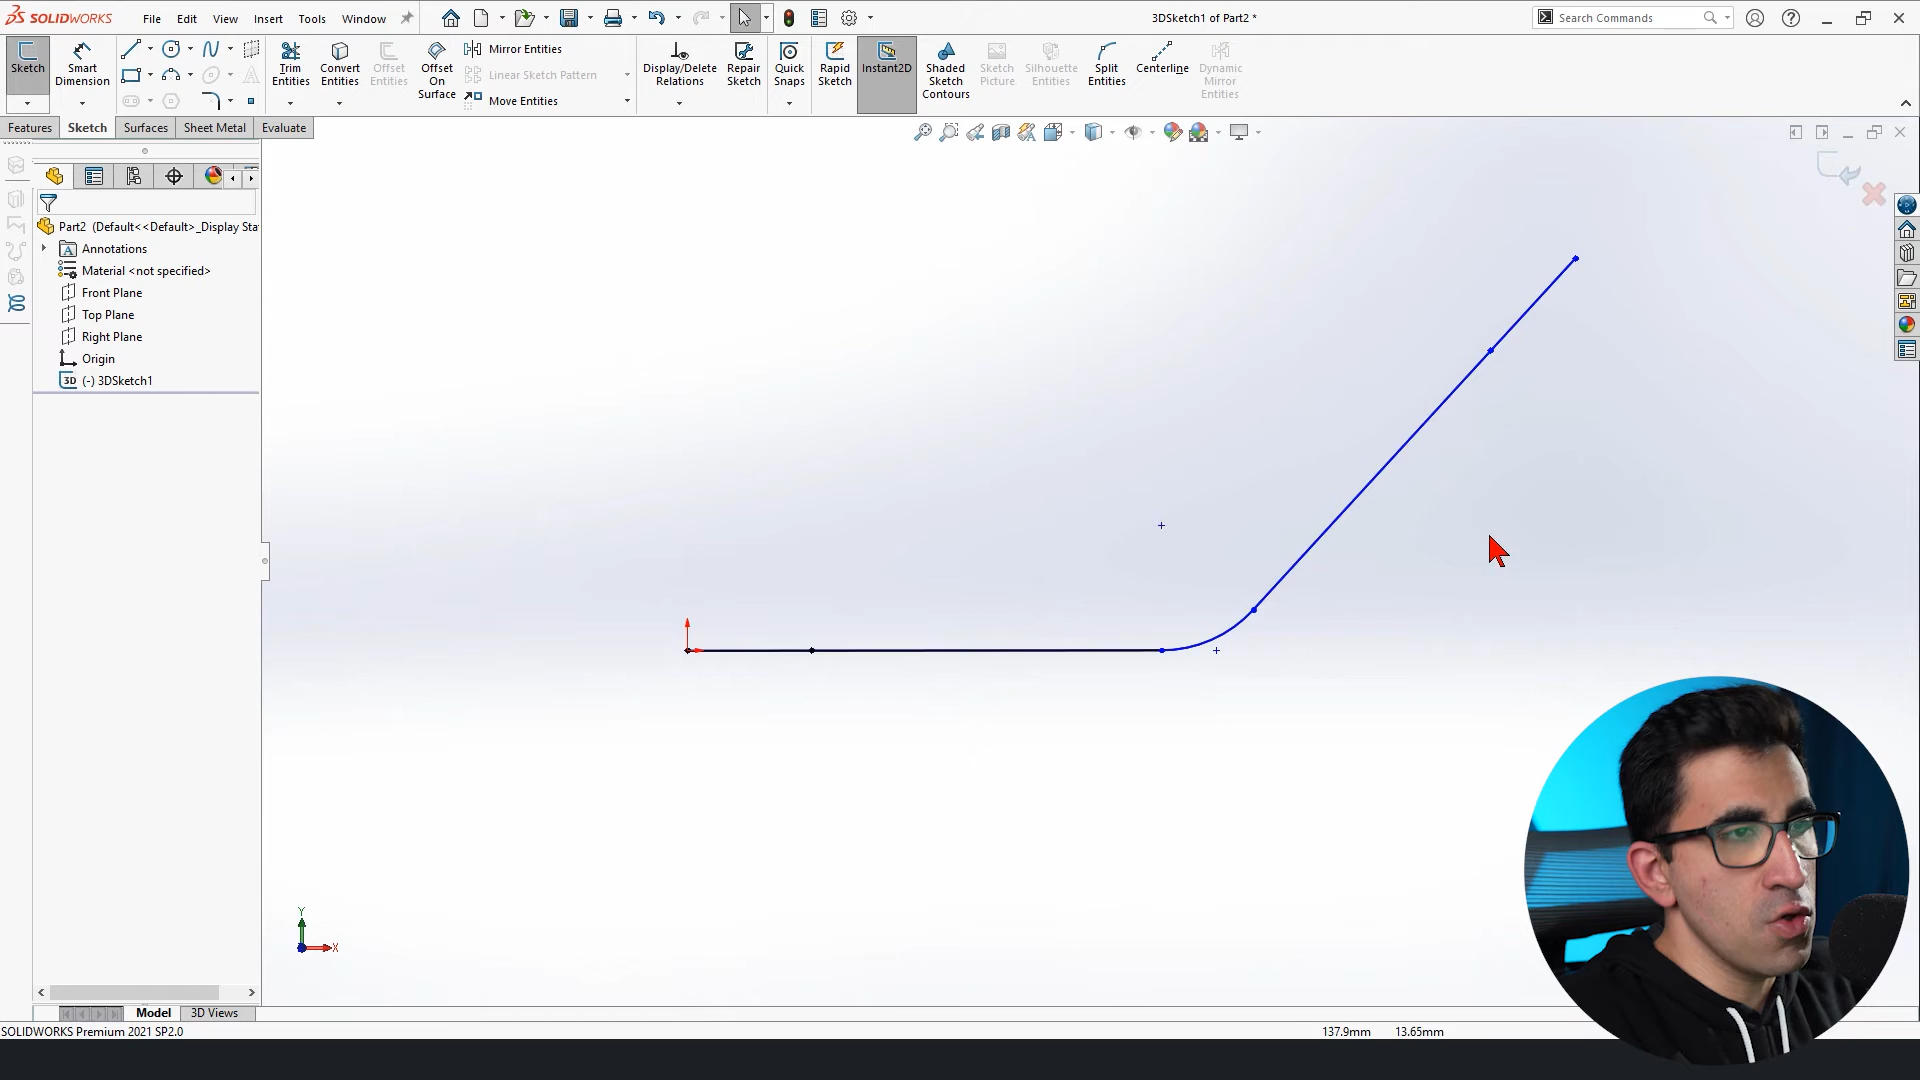 SOLIDWORKS File Edit View Insert Tools Window 3DSketch1 of Part2 * Search Commands
Sketch Smart Dimension Trim Entities Convert Entities Offset Entities Offset On Surface Mirror Entities Linear Sketch Pattern Move Entities Display/Delete Relations Repair Sketch Quick Snaps Rapid Sketch Instant2D Shaded Sketch Contours Sketch Picture Silhouette Entities Split Entities Centerline Dynamic Mirror Entities
Features Sketch Surfaces Sheet Metal Evaluate
Part2 (Default<<Default>_Display Sta
Annotations
Material <not specified>
Front Plane
Top Plane
Right Plane
Origin
3D (-) 3DSketch1
Y
X
Model 3D Views
SOLIDWORKS Premium 2021 SP2.0 137.9mm 13.65mm